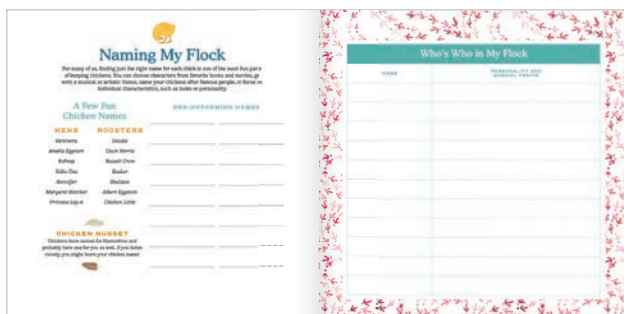 Naming My Flock
For many of us, finding just the right name for each chick is one of the most fun parts
of keeping chickens. You can choose characters from favorite books and movies, go
with a musical or artistic theme, name your chickens after famous people, or focus on
individual characteristics, such as looks or personality.
A Few Fun
Chicken Names
HENS ROOSTERS
Henrietta Doodle
Amelia Eggheart Cluck Norris
Russell Crow
Hennifer Sheldon
Margaret Hatcher Albert Eggstein
Princess Lay-A Chicken Little
BRAINSTORMING NAMES
CHICKEN NUGGET
Chickens have names for themselves and
probably have one for you as well. If you listen
closely, you might learn your chicken name!
Who's Who in My Flock
NAME
PERSONALITY AND
SPECIAL TRAITS